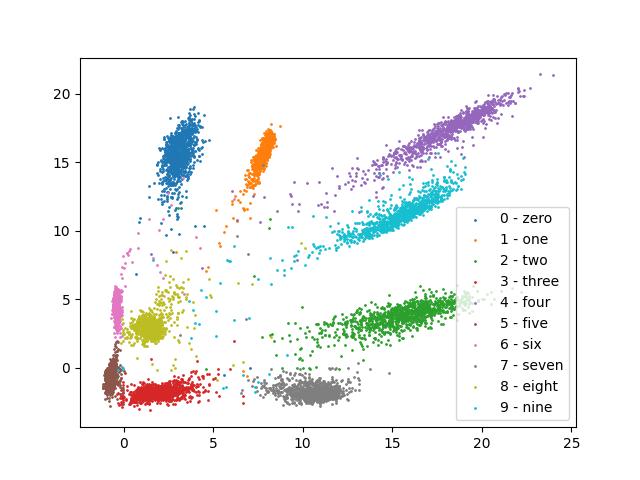 20
15
10
5
0
0 - zero
1 - one
2 - two
3 - three
4 - four
5 - five
6 - six
7 - seven
8 - eight
9 - nine
0 5 10 15 20 25